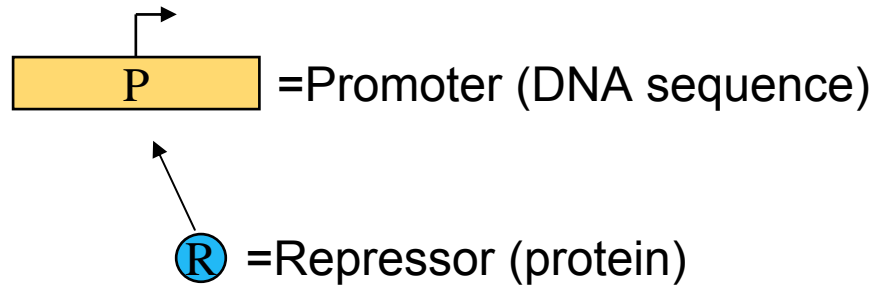 P =Promoter (DNA sequence)
R =Repressor (protein)